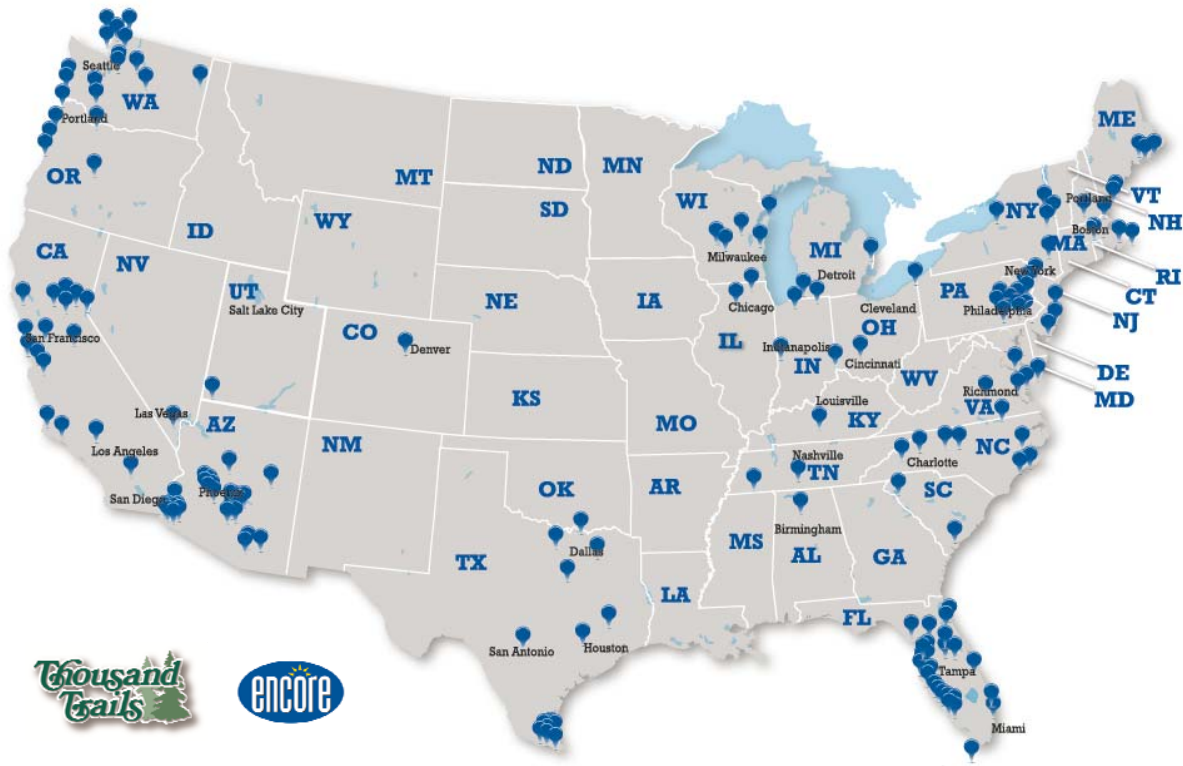 Seattle
WA
Portland
OR
ID
MT
ND
MN
SD
WY
WI
Milwaukee
MI
Detroit
ME
VT
NH
Portland
NY
Boston
MA
RI
CT
NJ
New York
PA
Philadelphia
CA
NV
UT
Salt Lake City
CO
Denver
NE
IA
Chicago
IL
Indianapolis
IN
Cleveland
OH
Cincinnati
WV
DE
MD
Richmond
VA
San Francisco
Las Vegas
AZ
NM
KS
MO
Louisville
KY
Nashville
TN
Charlotte
NC
SC
Los Angeles
San Diego
Phoenix
OK
AR
TX
Dallas
LA
MS
Birmingham
AL
GA
FL
San Antonio
Houston
Tampa
Miami
Thousand
Trails
encore